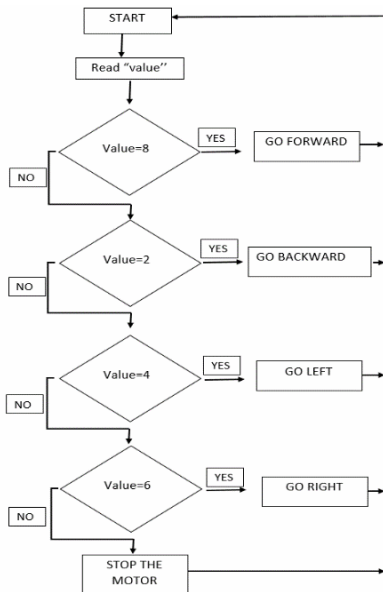 START
Read “value’’
Value=8
YES
GO FORWARD
NO
Value=2
YES
GO BACKWARD
NO
Value=4
YES
GO LEFT
NO
Value=6
YES
GO RIGHT
NO
STOP THE
MOTOR